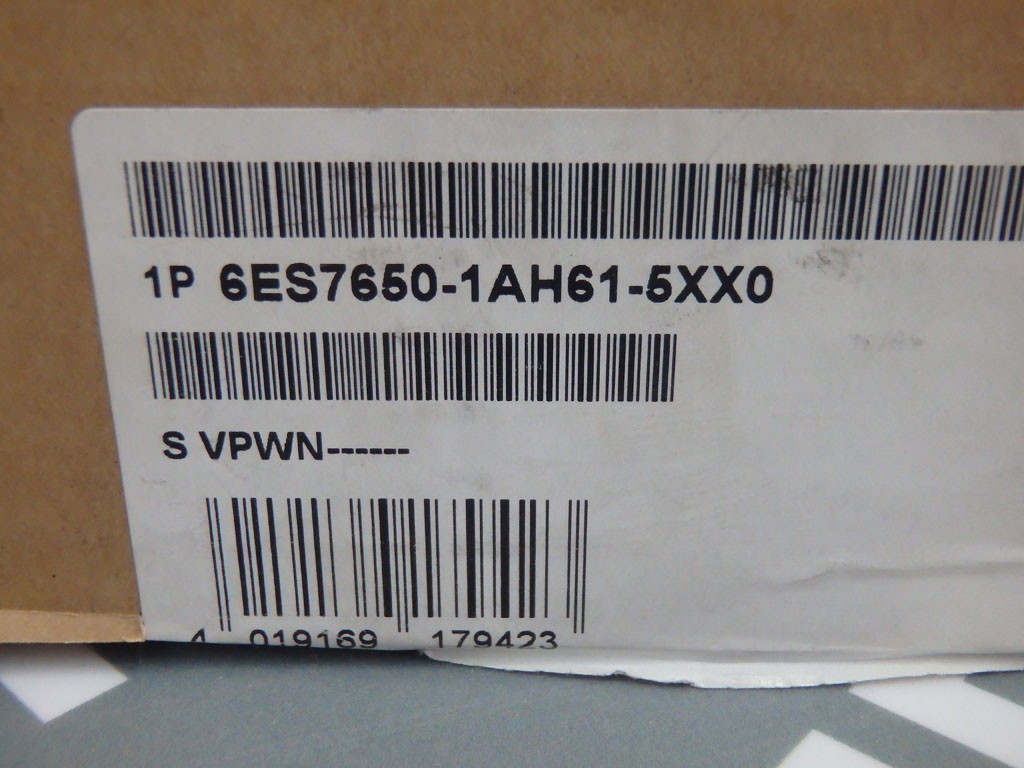 1P 6ES7650-1AH61-5XX0
S VPWN------
4 019169 179423